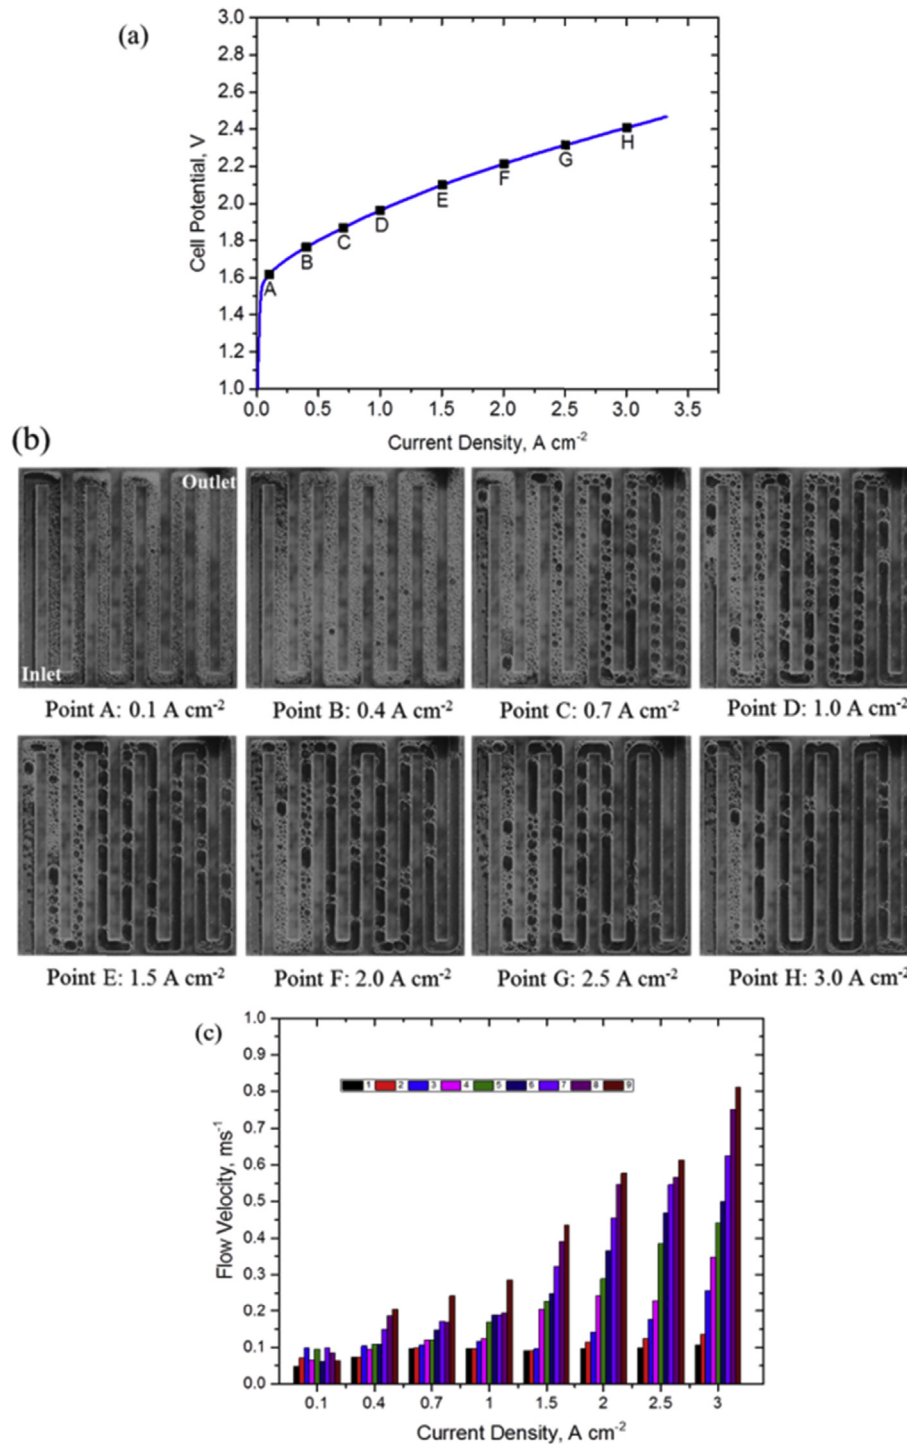 (a)
3.0
2.8
2.6
2.4
2.2
2.0
1.8
1.6
1.4
1.2
1.0
Cell Potential, V
A
B
C
D
E
F
G
H
0.0 0.5 1.0 1.5 2.0 2.5 3.0 3.5
Current Density, A cm-2
(b)
Outlet
Inlet
Point A: 0.1 A cm-2
Point B: 0.4 A cm-2
Point C: 0.7 A cm-2
Point D: 1.0 A cm-2
Point E: 1.5 A cm-2
Point F: 2.0 A cm-2
Point G: 2.5 A cm-2
Point H: 3.0 A cm-2
(c)
1.0
0.9
0.8
0.7
0.6
0.5
0.4
0.3
0.2
0.1
0.0
Flow Velocity, ms-1
1 2 3 4 5 6 7 8 9
0.1 0.4 0.7 1 1.5 2 2.5 3
Current Density, A cm-2